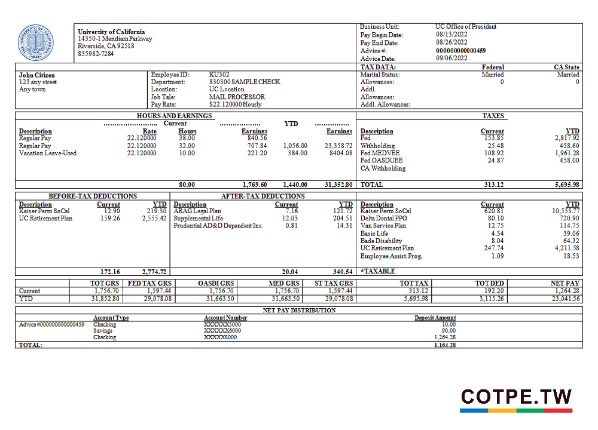 University of California
14350-1 Meridian Parkway
Riverside, CA 92518
855982-7284
Business Unit: UC Office of President
Pay Begin Date: 08/13/2022
Pay End Date: 08/26/2022
Advice #: 000000000000459
Advice Date: 09/06/2022
TAX DATA: Federal CA State
Marital Status: Married Married
Allowances: 0 0
Addl.
Allowances:
Addl. Allowances:
John Citizen
123 any street
Any town
Employee ID: KU302
Department: 830300 SAMPLE CHECK
Location: UC Location
Job Tale: MAIL PROCESSOR
Pay Rate: $22.120000 Hourly
HOURS AND EARNINGS
Current YTD
Description Rate Hours Earnings Earnings
Regular Pay 22.120000 38.00 840.56
Regular Pay 22.120000 32.00 707.84 1,056.00 23,358.72
Vacation Leave-Used 22.120000 10.00 221.20 384.00 8404.08
80.00 1,769.60 1,440.00 31,352.80
TAXES
Description Current YTD
Fed 153.85 2,817.92
Withholding 25.48 458.60
Fed MEDVEE 108.92 1,961.28
Fed OASDUEE 24.87 458.00
CA Withholding
TOTAL 313.12 5,695.98
BEFORE-TAX DEDUCTIONS
Description Current YTD
Kaiser Perm SoCal 12.90 219.30
UC Retirement Plan 159.26 2,555.42
172.16 2,774.72
AFTER-TAX DEDUCTIONS
Description Current YTD
ARAG Legal Plan 7.16 121.72
Supplemental Life 12.03 204.51
Prudential AD&D Dependent Ins. 0.81 14.31
20.04 340.54
Description Current YTD
Kaiser Perm SoCal 620.81 10,553.77
Delta Dental PPO 80.10 720.90
Van Service Plan 12.75 114.75
Basic Life 4.34 39.06
Bade Disability 8.04 64.32
UC Retirement Plan 247.74 4,211.58
Employee Assist Prog. 1.09 18.53
*TAXABLE
TOT GRS FED TAX GRS OASDI GRS MED GRS ST TAX GRS TOT TAX TOT DED NET PAY
Current 1,756.70 1,597.44 1,756.70 1,756.70 1,597.44 313.12 192.20 1,264.28
YTD 31,852.80 29,078.08 31,663.50 31,663.50 29,078.08 5,695.98 3,115.26 23,041.56
NET PAY DISTRIBUTION
Account Type Account Number Deposit Amount
Advice #000000000000459 Checking XXXXXX5000 10.00
Savings XXXXXX6000 90.00
Checking XXXXXX8000 1,264.28
TOTAL: 1,164.28
COTPE.TW